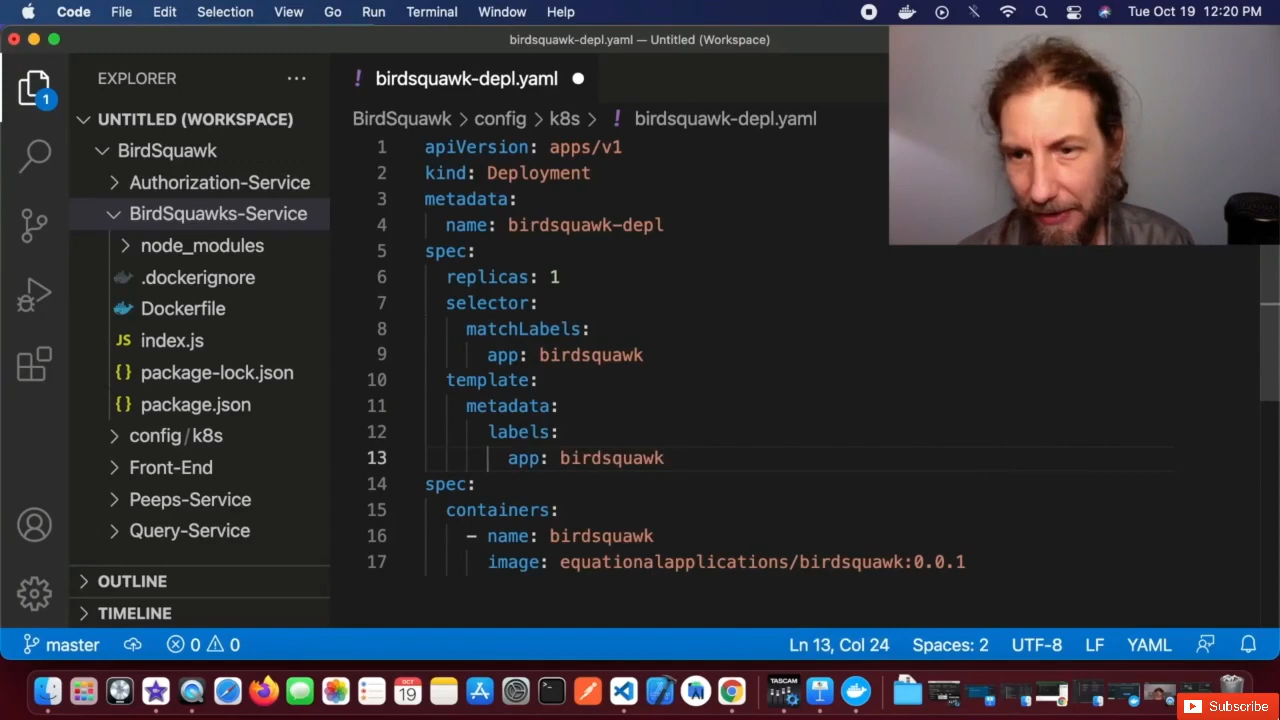 Code File Edit Selection View Go Run Terminal Window Help Tue Oct 19 12:20 PM
birdsquawk-depl.yaml — Untitled (Workspace)
EXPLORER
1
UNTITLED (WORKSPACE)
BirdSquawk
Authorization-Service
BirdSquawks-Service
node_modules
.dockerignore
Dockerfile
JS index.js
{} package-lock.json
{} package.json
config/k8s
Front-End
Peeps-Service
Query-Service
OUTLINE
TIMELINE
! birdsquawk-depl.yaml
BirdSquawk > config > k8s > ! birdsquawk-depl.yaml
1 apiVersion: apps/v1
2 kind: Deployment
3 metadata:
4 name: birdsquawk-depl
5 spec:
6 replicas: 1
7 selector:
8 matchLabels:
9 app: birdsquawk
10 template:
11 metadata:
12 labels:
13 app: birdsquawk
14 spec:
15 containers:
16 - name: birdsquawk
17 image: equationalapplications/birdsquawk:0.0.1
master 0 0 Ln 13, Col 24 Spaces: 2 UTF-8 LF YAML
OCT
19
TASCAM
Subscribe